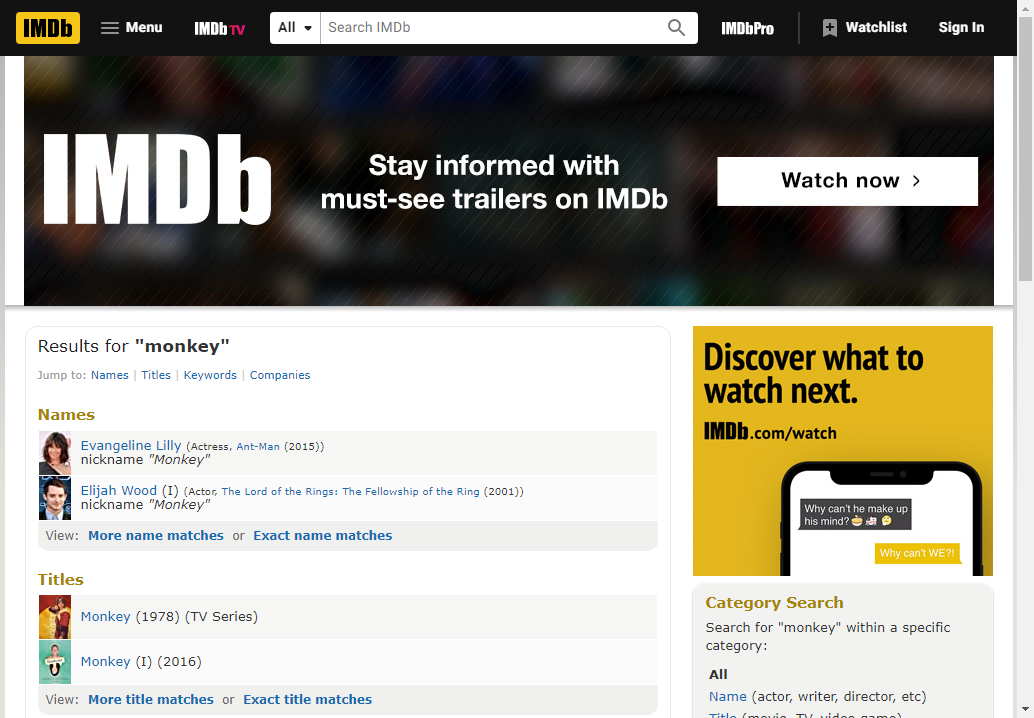 IMDb Menu IMDb TV All Search IMDb IMDbPro Watchlist Sign In
IMDb
Stay informed with
must-see trailers on IMDb
Watch now
Results for "monkey"
Jump to: Names | Titles | Keywords | Companies
Names
Evangeline Lilly (Actress, Ant-Man (2015))
nickname "Monkey"
Elijah Wood (I) (Actor, The Lord of the Rings: The Fellowship of the Ring (2001))
nickname "Monkey"
View: More name matches or Exact name matches
Titles
Monkey (1978) (TV Series)
Monkey (I) (2016)
View: More title matches or Exact title matches
Discover what to
watch next.
IMDb.com/watch
Why can't he make up
his mind?
Why can't WE?!
Category Search
Search for "monkey" within a specific
category:
All
Name (actor, writer, director, etc)
Title (movie, TV, video game)